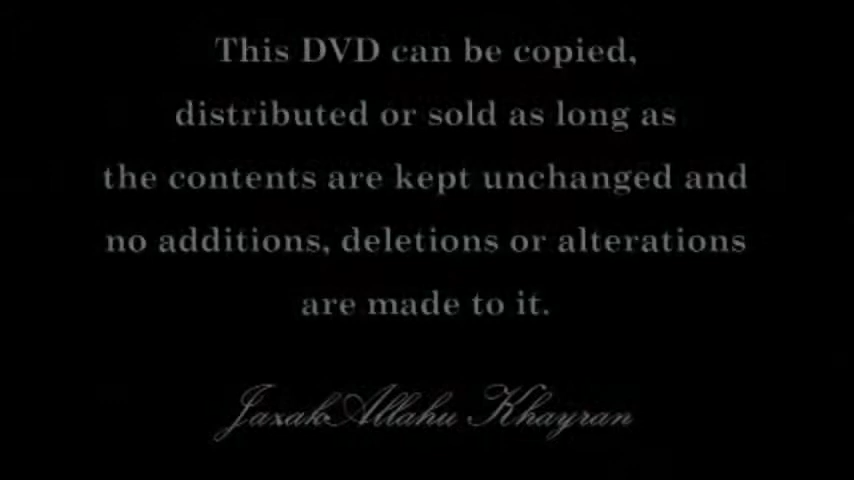 This DVD can be copied,
distributed or sold as long as
the contents are kept unchanged and
no additions, deletions or alterations
are made to it.
JazakAllahu Khayran